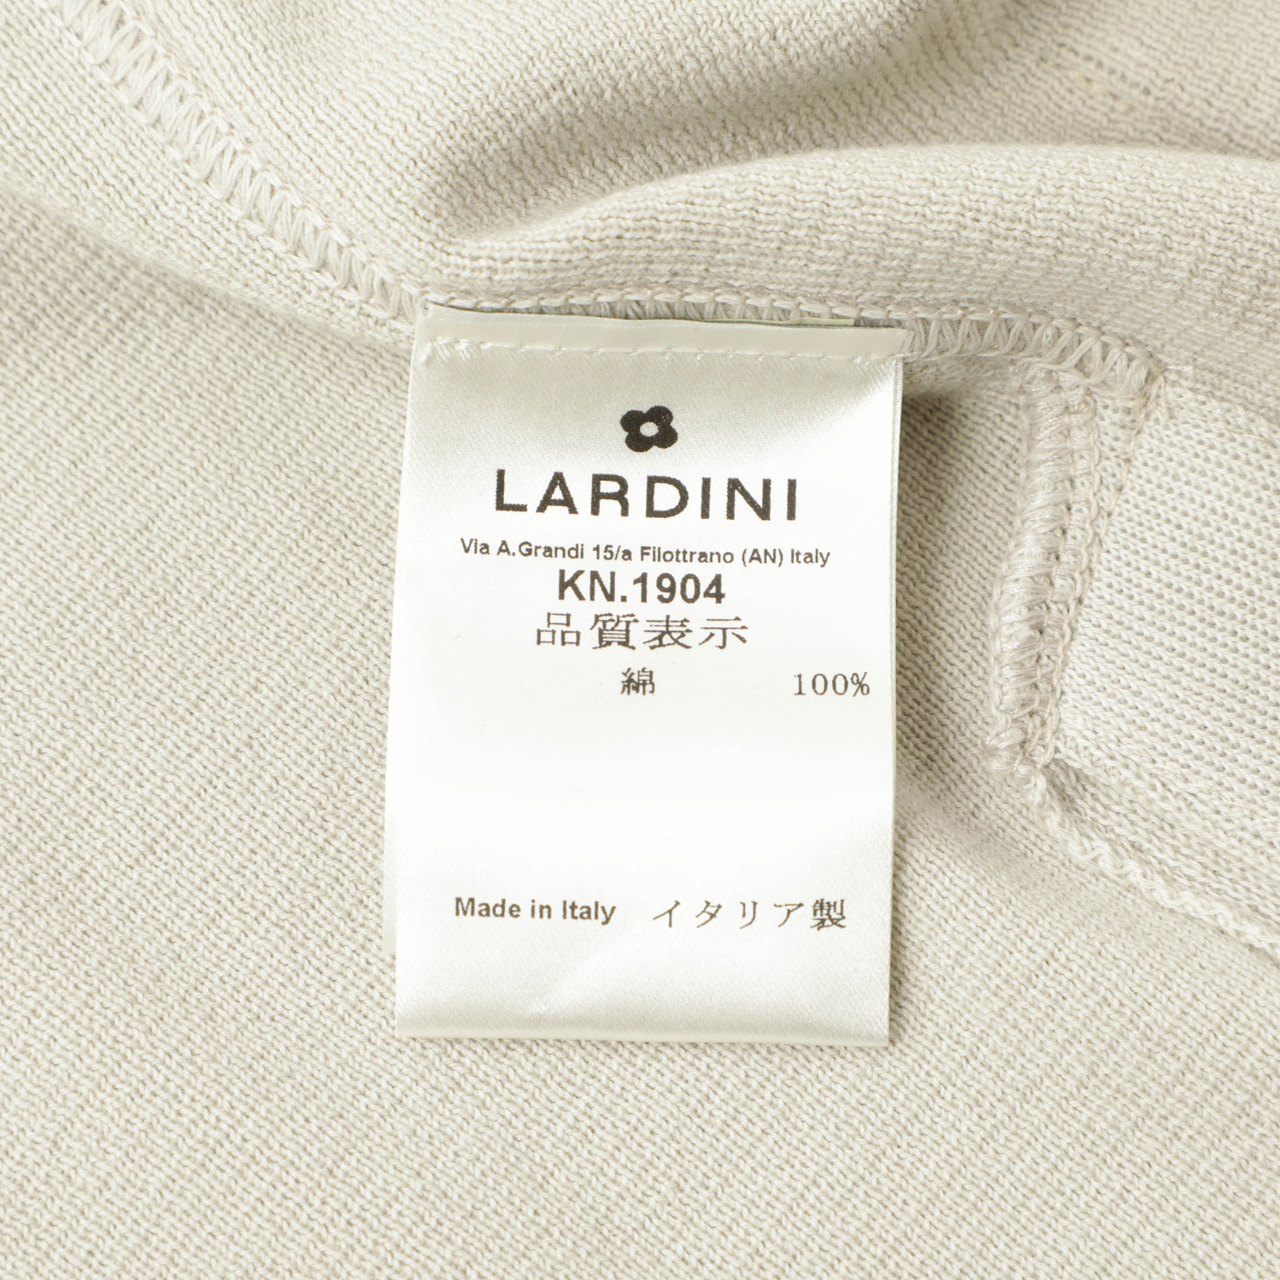 LARDINI
Via A.Grandi 15/a Filottrano (AN) Italy
KN.1904
品質表示
綿 100%
Made in Italy イタリア製